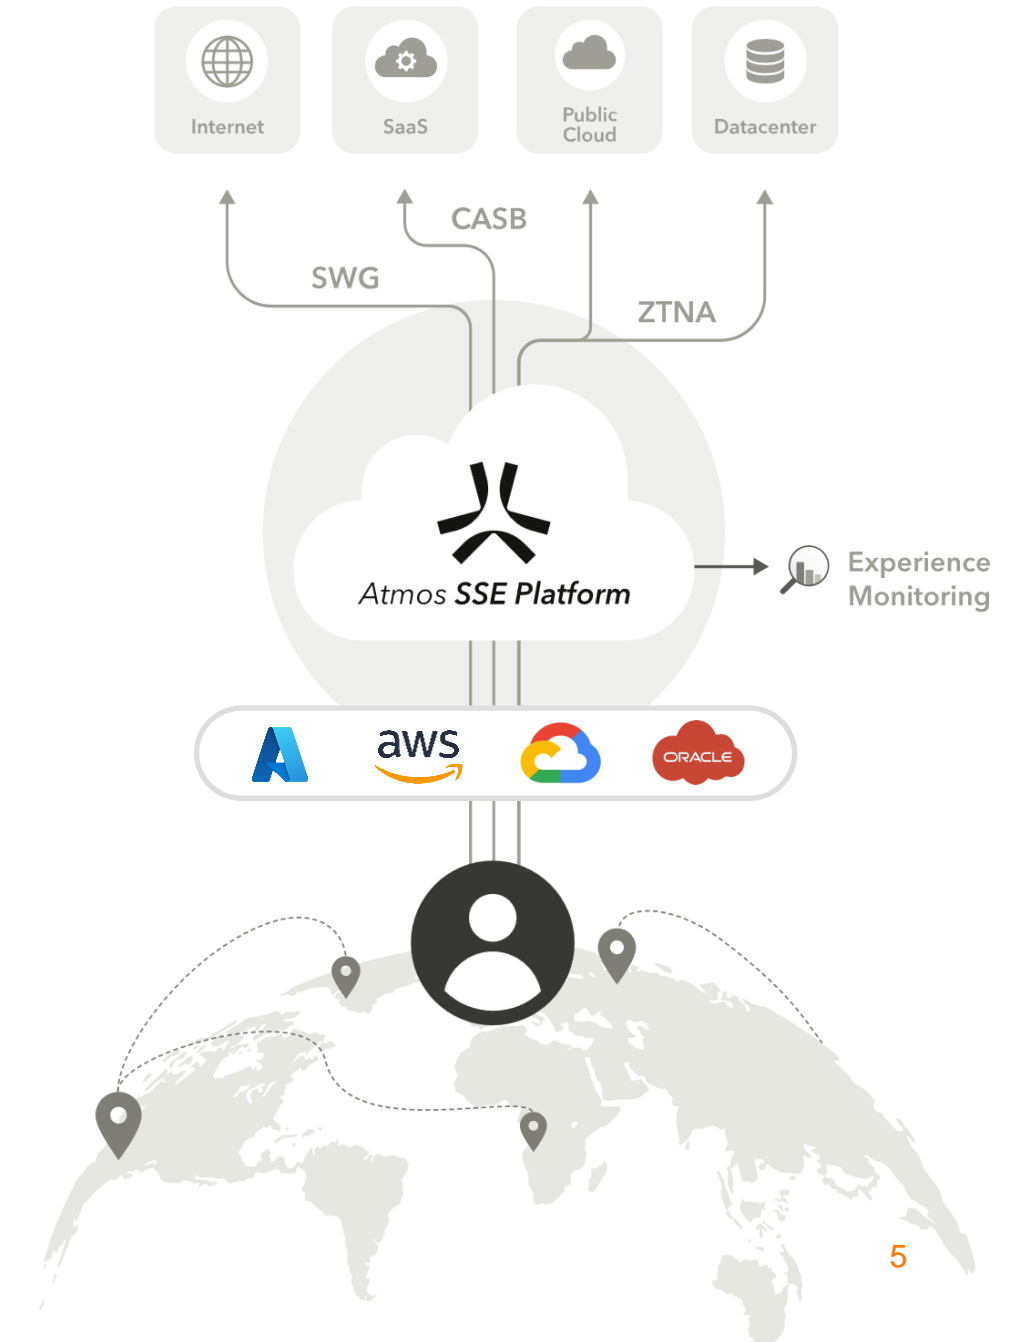 Internet
SaaS
Public
Cloud
Datacenter
CASB
SWG
ZTNA
Atmos SSE Platform
Experience
Monitoring
aws
ORACLE
5